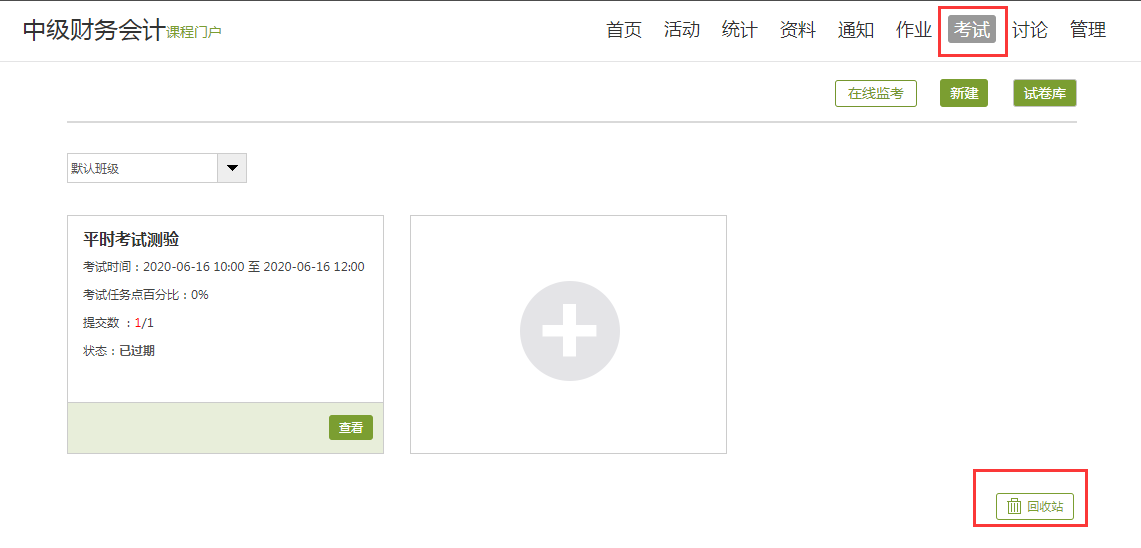 中级财务会计课程门户
首页 活动 统计 资料 通知 作业 考试 讨论 管理
在线监考 新建 试卷库
默认班级
平时考试测验
考试时间：2020-06-16 10:00 至 2020-06-16 12:00
考试任务点百分比：0%
提交数 ：1/1
状态：已过期
查看
回收站